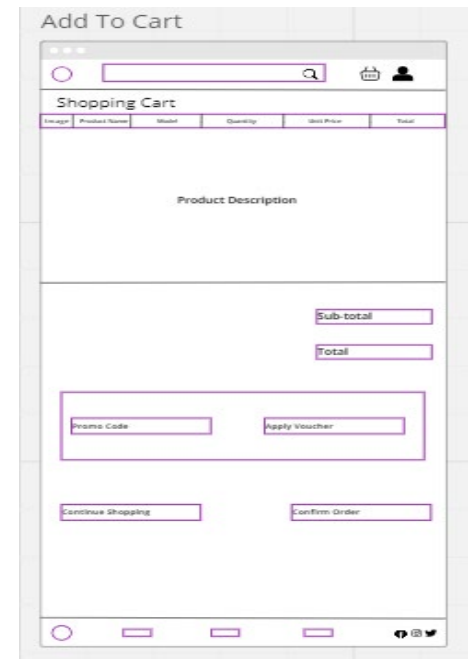 Add To Cart
Shopping Cart
Image Product Name Model Quantity Unit Price Total
Product Description
Sub-total
Total
Promo Code Apply Voucher
Continue Shopping Confirm Order